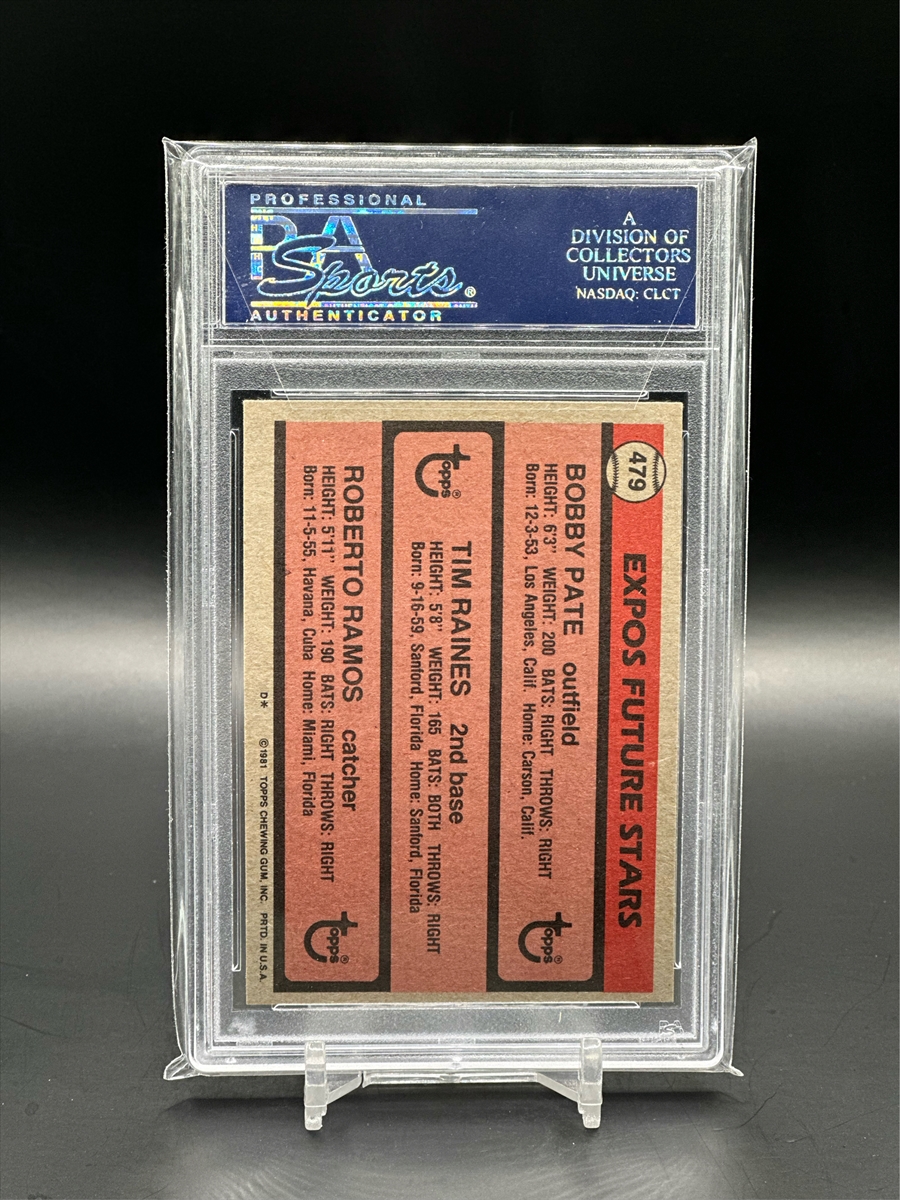 PROFESSIONAL
PSA
Sports®
AUTHENTICATOR
A
DIVISION OF
COLLECTORS
UNIVERSE
NASDAQ: CLCT
479
EXPOS FUTURE STARS
BOBBY PATE outfield
HEIGHT: 6'3" WEIGHT: 200 BATS: RIGHT THROWS: RIGHT
Born: 12-3-53, Los Angeles, Calif. Home: Carson, Calif.
Topps®
Topps®
TIM RAINES 2nd base
HEIGHT: 5'8" WEIGHT: 165 BATS: BOTH THROWS: RIGHT
Born: 9-16-59, Sanford, Florida Home: Sanford, Florida
ROBERTO RAMOS catcher
HEIGHT: 5'11" WEIGHT: 190 BATS: RIGHT THROWS: RIGHT
Born: 11-5-55, Havana, Cuba Home: Miami, Florida
Topps®
D* ©1981 TOPPS CHEWING GUM, INC. PRTD. IN U.S.A.